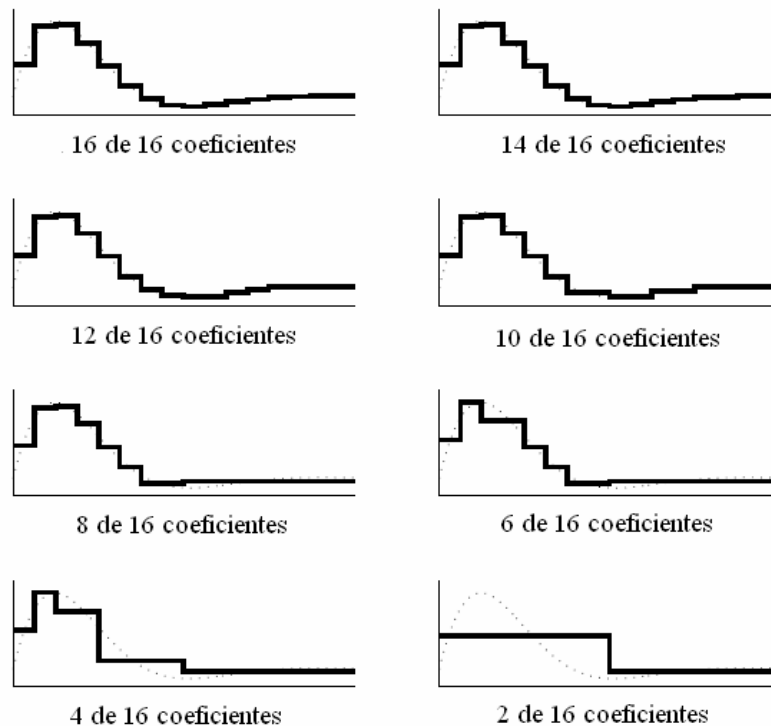 16 de 16 coeficientes
14 de 16 coeficientes
12 de 16 coeficientes
10 de 16 coeficientes
8 de 16 coeficientes
6 de 16 coeficientes
4 de 16 coeficientes
2 de 16 coeficientes